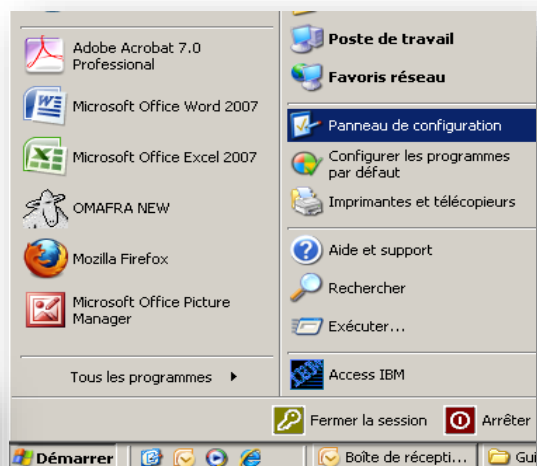 Adobe Acrobat 7.0
Professional
Microsoft Office Word 2007
Microsoft Office Excel 2007
OMAFRA NEW
Mozilla Firefox
Microsoft Office Picture
Manager
Tous les programmes
Poste de travail
Favoris réseau
Panneau de configuration
Configurer les programmes
par défaut
Imprimantes et télécopieurs
Aide et support
Rechercher
Exécuter...
Access IBM
Fermer la session
Arrêter
Démarrer
Boîte de récepti...
Gui